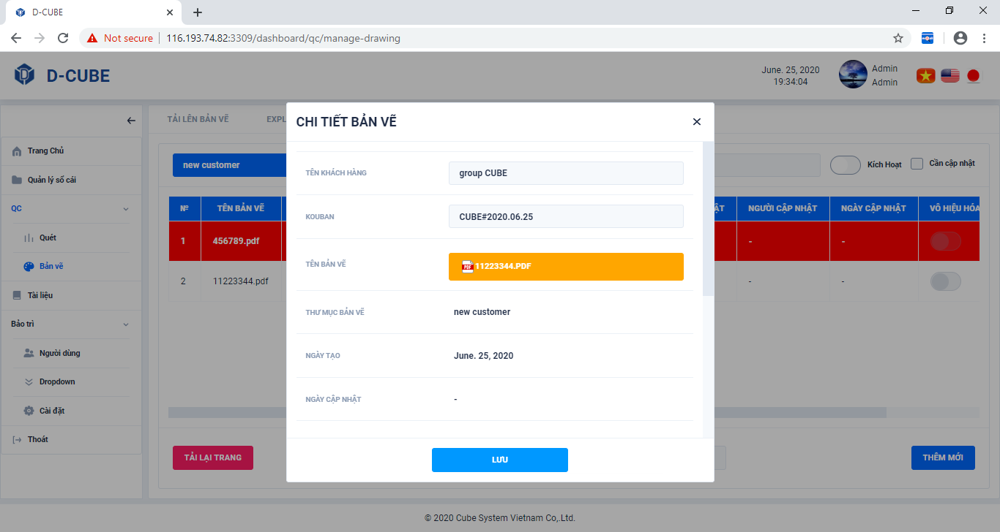 D-CUBE
Not secure
116.193.74.82:3309/dashboard/qc/manage-drawing
D-CUBE
June. 25, 2020
19:34:04
Admin
Admin
TẢI LÊN BẢN VẼ
EXPL
CHI TIẾT BẢN VẼ
Trang Chủ
Quản lý sổ cái
QC
Quét
Bản vẽ
Tài liệu
Bảo trì
Người dùng
Dropdown
Cài đặt
Thoát
new customer
Kích Hoạt
Cần cập nhật
Nº
TÊN BẢN VẼ
ẬT
NGƯỜI CẬP NHẬT
NGÀY CẬP NHẬT
VÔ HIỆU HÓA
1
456789.pdf
-
-
2
11223344.pdf
-
-
TÊN KHÁCH HÀNG
group CUBE
KOUBAN
CUBE#2020.06.25
TÊN BẢN VẼ
PDF
11223344.PDF
THƯ MỤC BẢN VẼ
new customer
NGÀY TẠO
June. 25, 2020
NGÀY CẬP NHẬT
-
LƯU
TẢI LẠI TRANG
THÊM MỚI
© 2020 Cube System Vietnam Co,.Ltd.